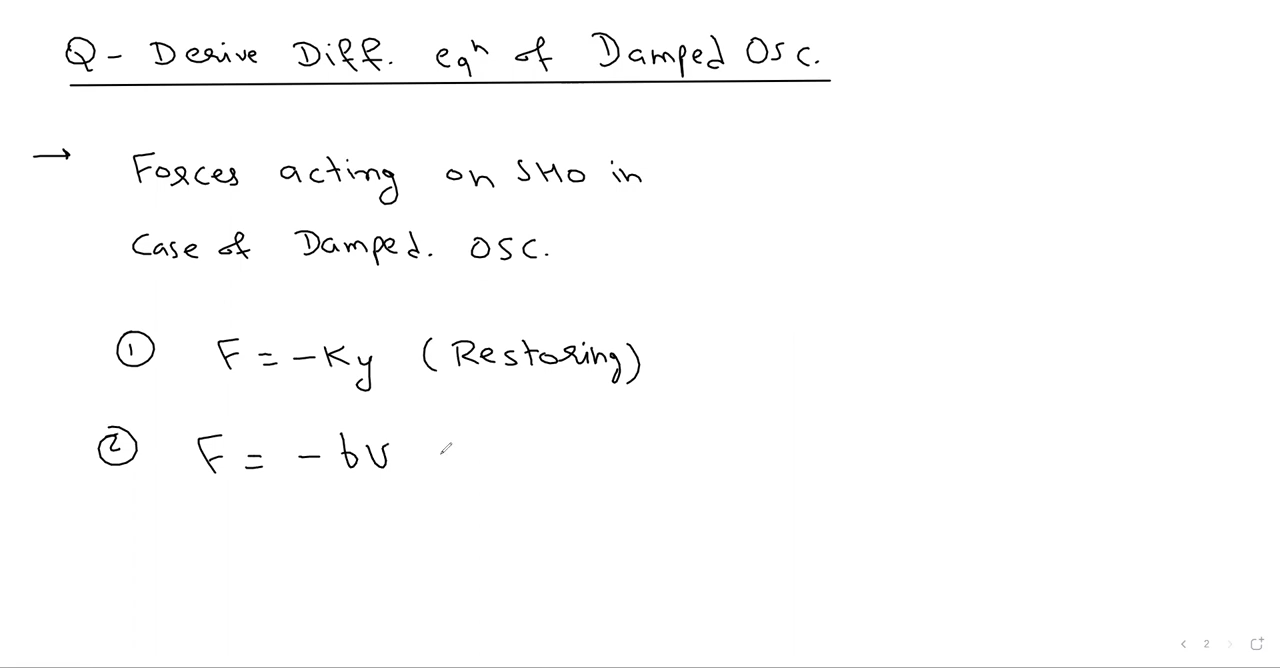 Q - Derive Diff. eqⁿ of Damped Osc.
→ Forces acting on SHO in
Case of Damped. OSC.
① F = -Ky (Restoring)
② F = - bv
< 2 >